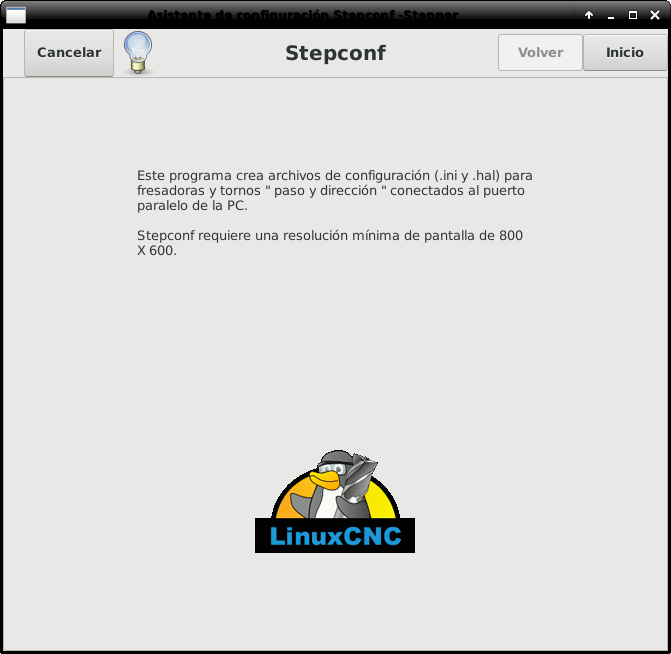 Asistente de configuración Stepconf -Stepper
Cancelar
Stepconf
Volver
Inicio
Este programa crea archivos de configuración (.ini y .hal) para
fresadoras y tornos " paso y dirección " conectados al puerto
paralelo de la PC.
Stepconf requiere una resolución mínima de pantalla de 800
X 600.
LinuxCNC